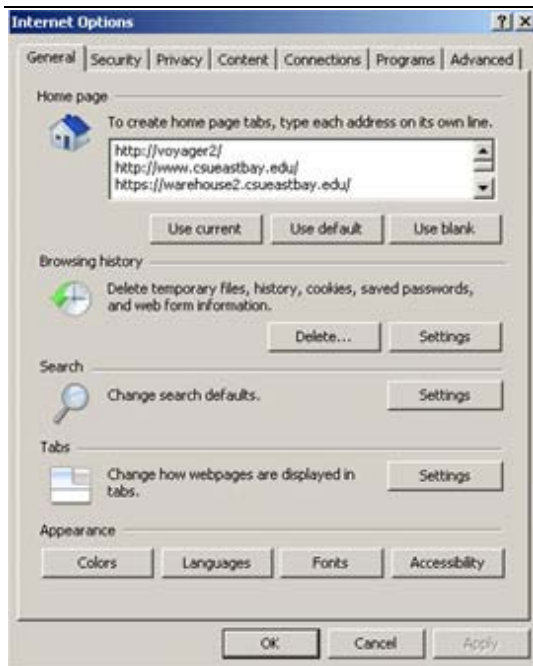 Internet Options
General Security Privacy Content Connections Programs Advanced
Home page
To create home page tabs, type each address on its own line.
http://voyager2/
http://www.csueastbay.edu/
https://warehouse2.csueastbay.edu/
Use current Use default Use blank
Browsing history
Delete temporary files, history, cookies, saved passwords,
and web form information.
Delete... Settings
Search
Change search defaults. Settings
Tabs
Change how webpages are displayed in
tabs.
Settings
Appearance
Colors Languages Fonts Accessibility
OK Cancel Apply